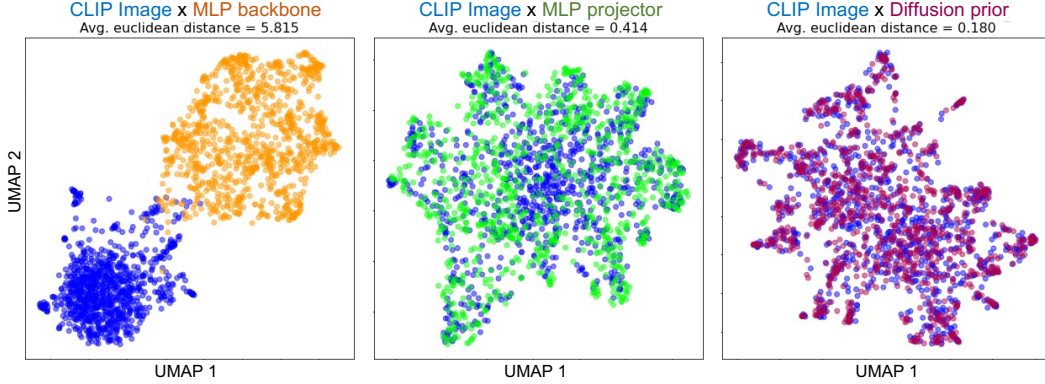 CLIP Image x MLP backbone
Avg. euclidean distance = 5.815
CLIP Image x MLP projector
Avg. euclidean distance = 0.414
CLIP Image x Diffusion prior
Avg. euclidean distance = 0.180
UMAP 2
UMAP 1
UMAP 1
UMAP 1